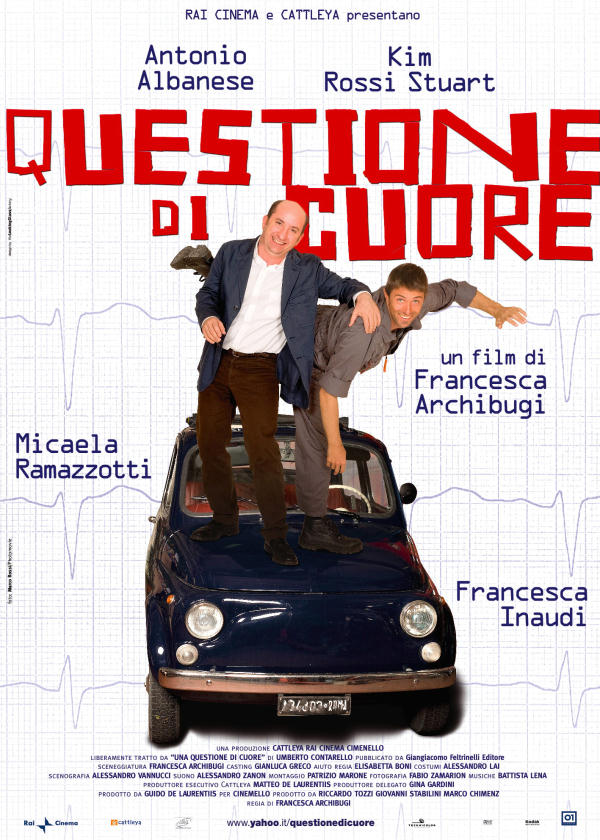 RAI CINEMA e CATTLEYA presentano
Antonio
Albanese
Kim
Rossi Stuart
QUESTIONE
DI CUORE
un film di
Francesca
Archibugi
Micaela
Ramazzotti
Francesca
Inaudi
UNA PRODUZIONE CATTLEYA RAI CINEMA CIMENELLO
LIBERAMENTE TRATTO DA "UNA QUESTIONE DI CUORE" DI UMBERTO CONTARELLO PUBBLICATO DA Giangiacomo Feltrinelli Editore
SCENEGGIATURA FRANCESCA ARCHIBUGI CASTING GIANLUCA GRECO AIUTO REGIA ELISABETTA BONI COSTUMI ALESSANDRO LAI
SCENOGRAFIA ALESSANDRO VANNUCCI SUONO ALESSANDRO ZANON MONTAGGIO PATRIZIO MARONE FOTOGRAFIA FABIO ZAMARION MUSICHE BATTISTA LENA
PRODUTTORE ESECUTIVO CATTLEYA MATTEO DE LAURENTIIS PRODUTTORE DELEGATO GINA GARDINI
PRODOTTO DA GUIDO DE LAURENTIIS PER CINEMELLO PRODOTTO DA RICCARDO TOZZI GIOVANNI STABILINI MARCO CHIMENZ
REGIA DI FRANCESCA ARCHIBUGI
Rai Cinema
cattleya
www.yahoo.it/questionedicuore
TECHNICOLOR
Kodak
01